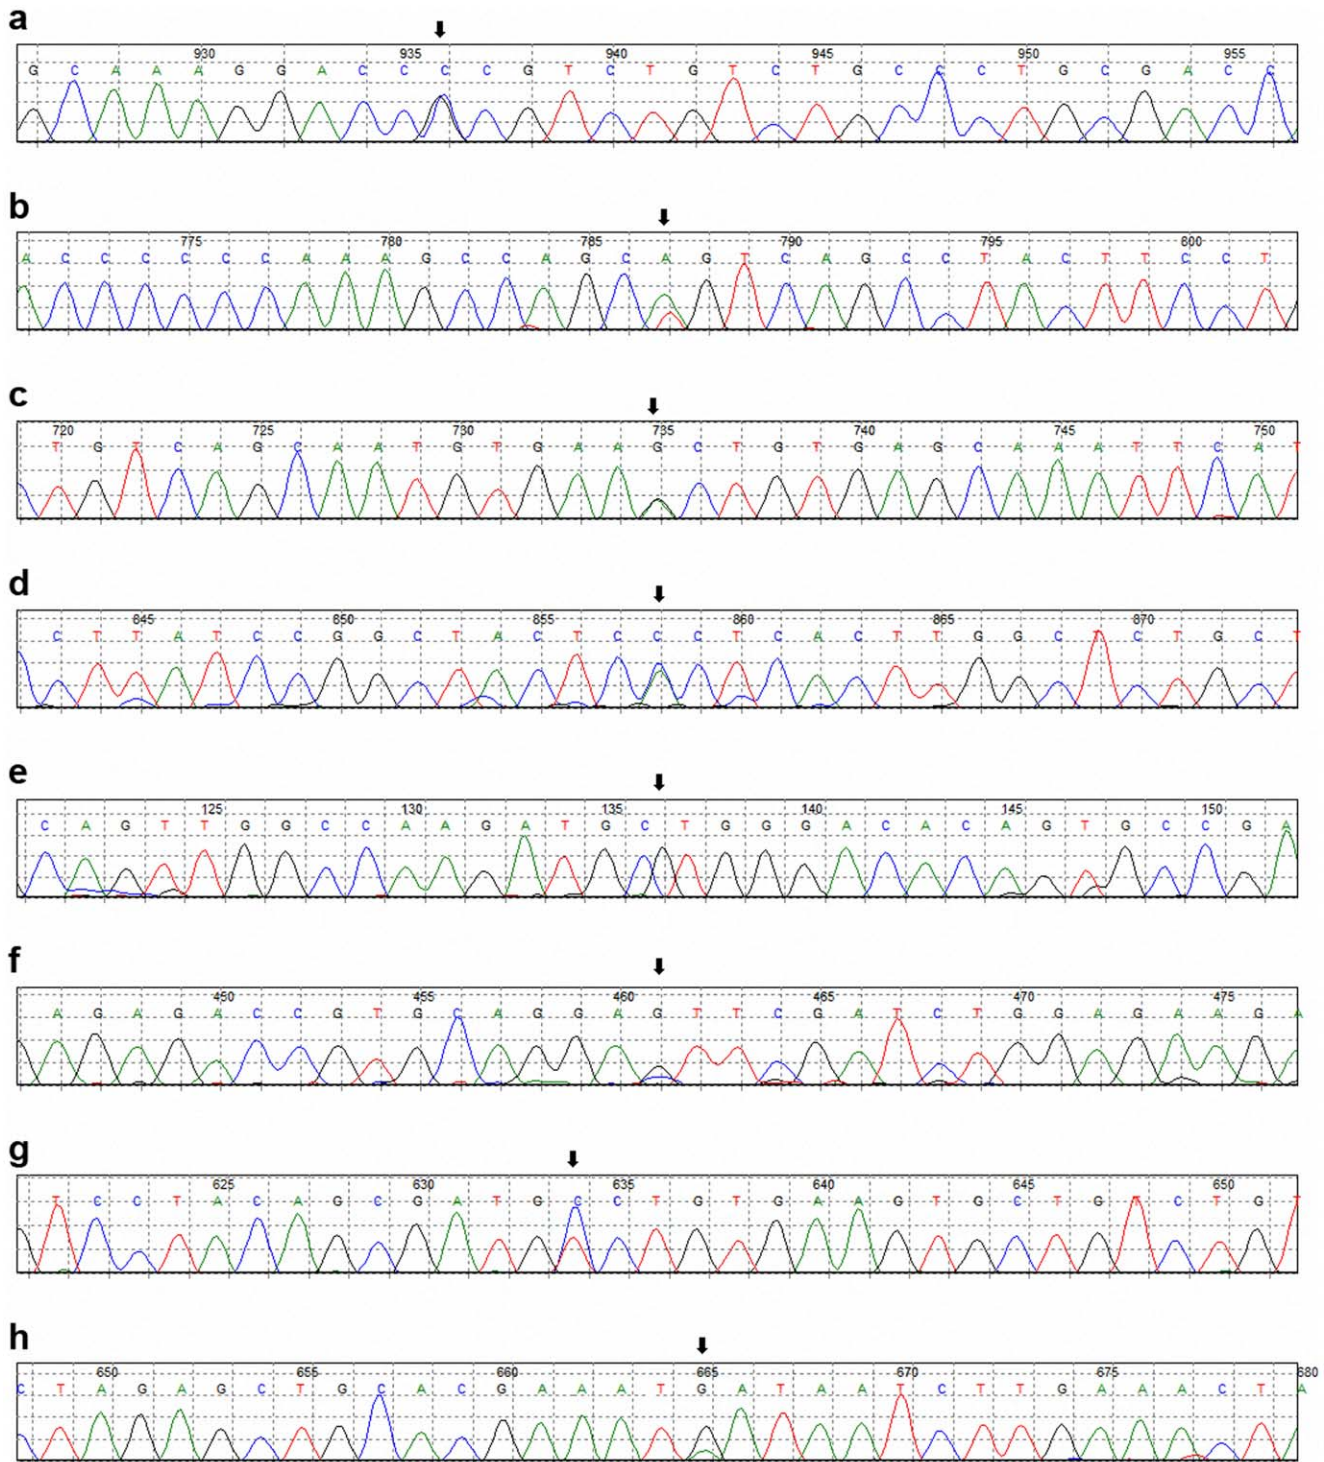 a
930 935 940 945 950 955
G C A A A G G A C C C C G T C T G T C T G C C C T G C G A C C
b
775 780 785 790 795 800
A C C C C C C A A A G C C A G C A G T C A G C C T A C T T C C T
c
720 725 730 735 740 745 750
T G T C A G C A A T G T G A A G C T G T G A G C A A A T T C A T
d
845 850 855 860 865 870
C T T A T C C G G C T A C T C C C T C A C T T G G C T C T G C T
e
125 130 135 140 145 150
C A G T T G G C C A A G A T G C T G G G A C A C A G T G C C G A
f
450 455 460 465 470 475
A G A G A C C G T G C A G G A G T T C G A T C T G G A G A A G A
g
625 630 635 640 645 650
T C C T A C A G C G A T G C C T G T G A A G T G C T G T C T G T
h
650 655 660 665 670 675 680
C T A G A G C T G C A C G A A A T G A T A A T C T T G A A A C T A